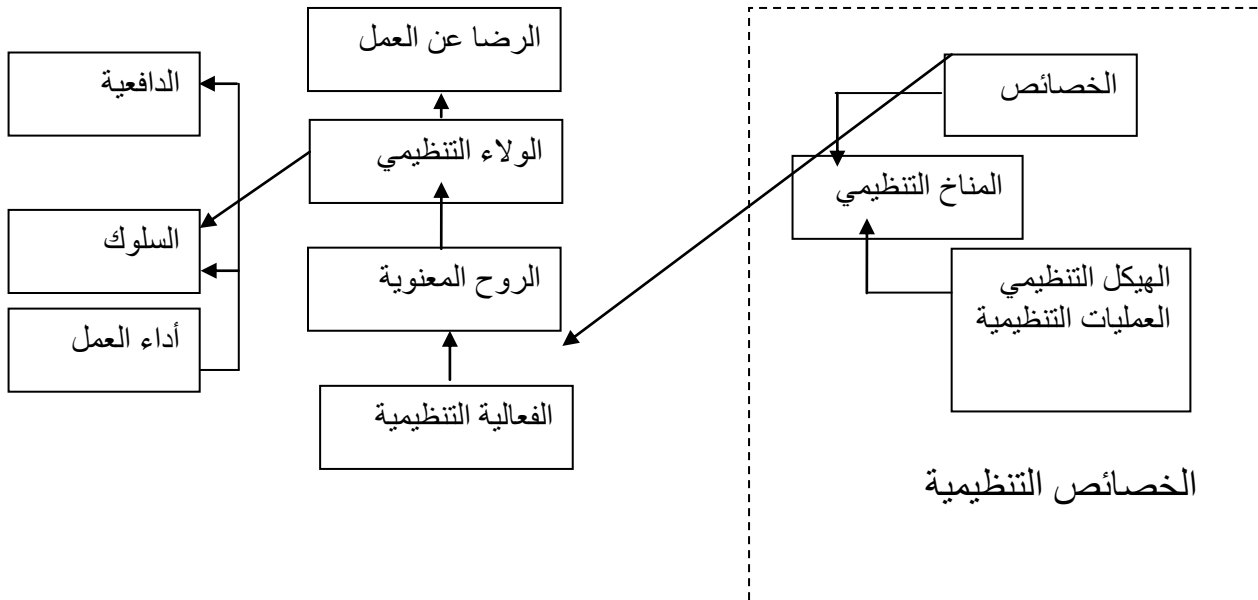 الخصائص
المناخ التنظيمي
الهيكل التنظيمي
العمليات التنظيمية
الخصائص التنظيمية
الرضا عن العمل
الولاء التنظيمي
الروح المعنوية
الفعالية التنظيمية
الدافعية
السلوك
أداء العمل